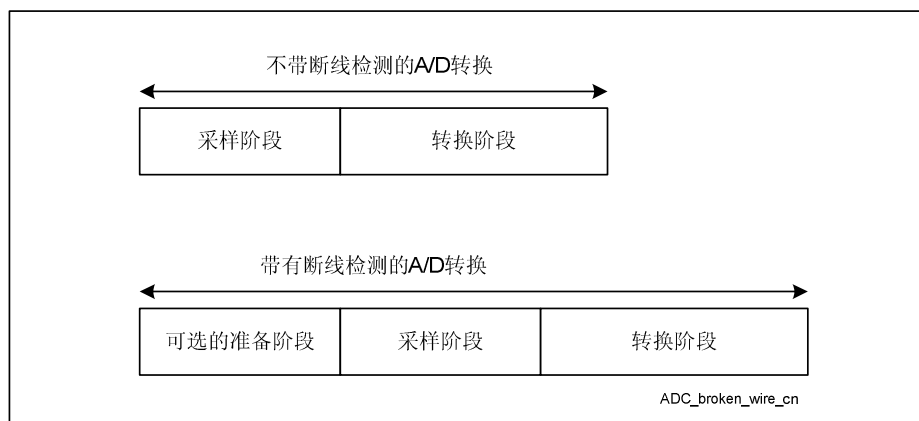 不带断线检测的A/D转换
采样阶段 转换阶段
带有断线检测的A/D转换
可选的准备阶段 采样阶段 转换阶段
ADC_broken_wire_cn